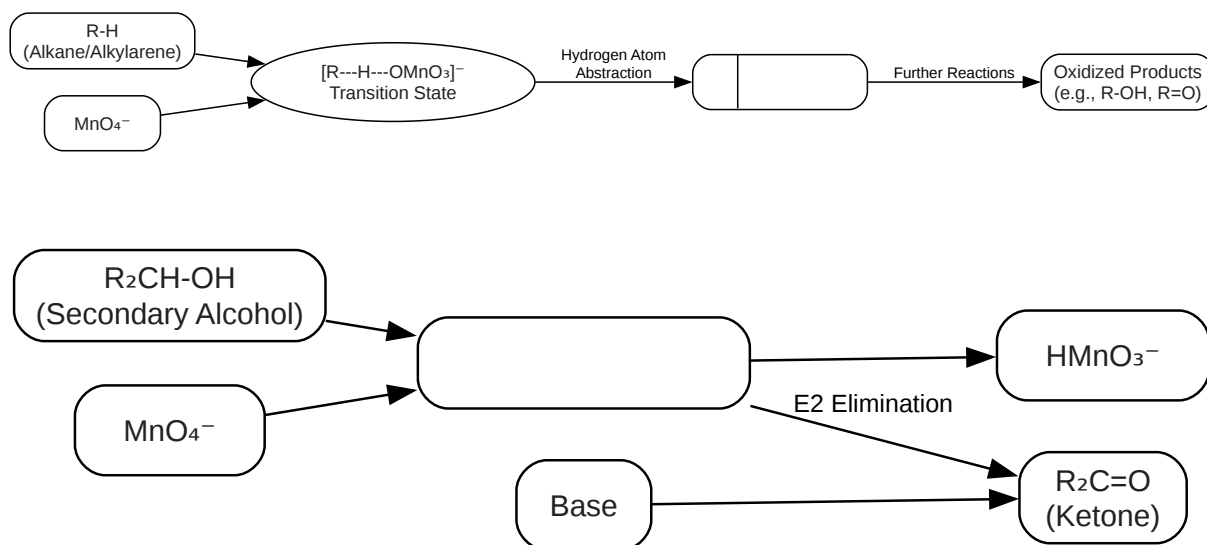 R-H
(Alkane/Alkylarene)
MnO₄⁻
[R---H---OMnO₃]⁻
Transition State
Hydrogen Atom
Abstraction
Further Reactions
Oxidized Products
(e.g., R-OH, R=O)
R₂CH-OH
(Secondary Alcohol)
MnO₄⁻
HMnO₃⁻
E2 Elimination
Base
R₂C=O
(Ketone)